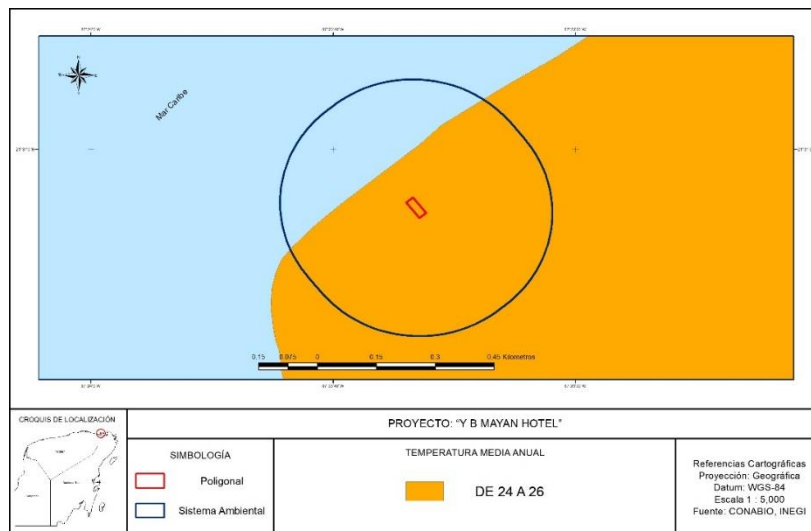 Mar Caribe
0.15 0.075 0 0.15 0.3 0.45 Kilómetros
CROQUIS DE LOCALIZACIÓN
PROYECTO: "Y B MAYAN HOTEL"
SIMBOLOGÍA
Poligonal
Sistema Ambiental
TEMPERATURA MEDIA ANUAL
DE 24 A 26
Referencias Cartográficas
Proyección: Geográfica
Datum: WGS-84
Escala 1 : 5,000
Fuente: CONABIO, INEGI